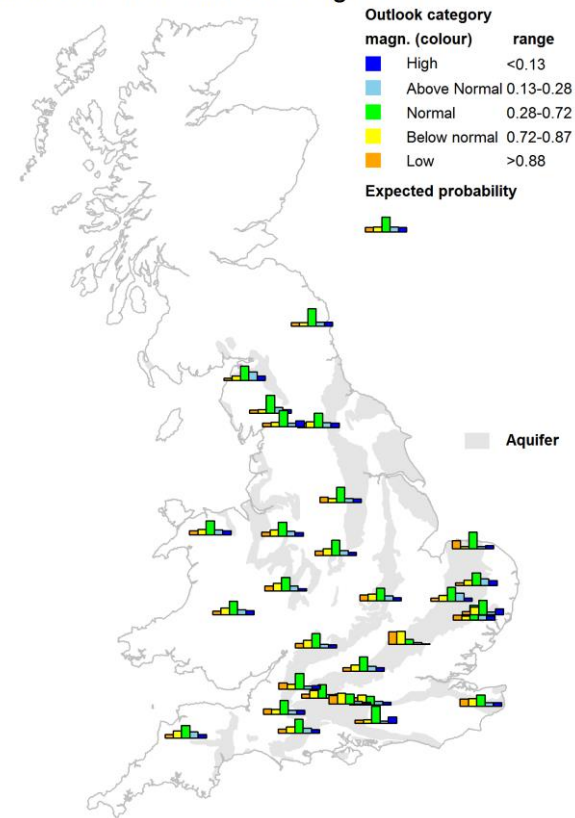 Outlook category
magn. (colour) range
High <0.13
Above Normal 0.13-0.28
Normal 0.28-0.72
Below normal 0.72-0.87
Low >0.88
Expected probability
Aquifer